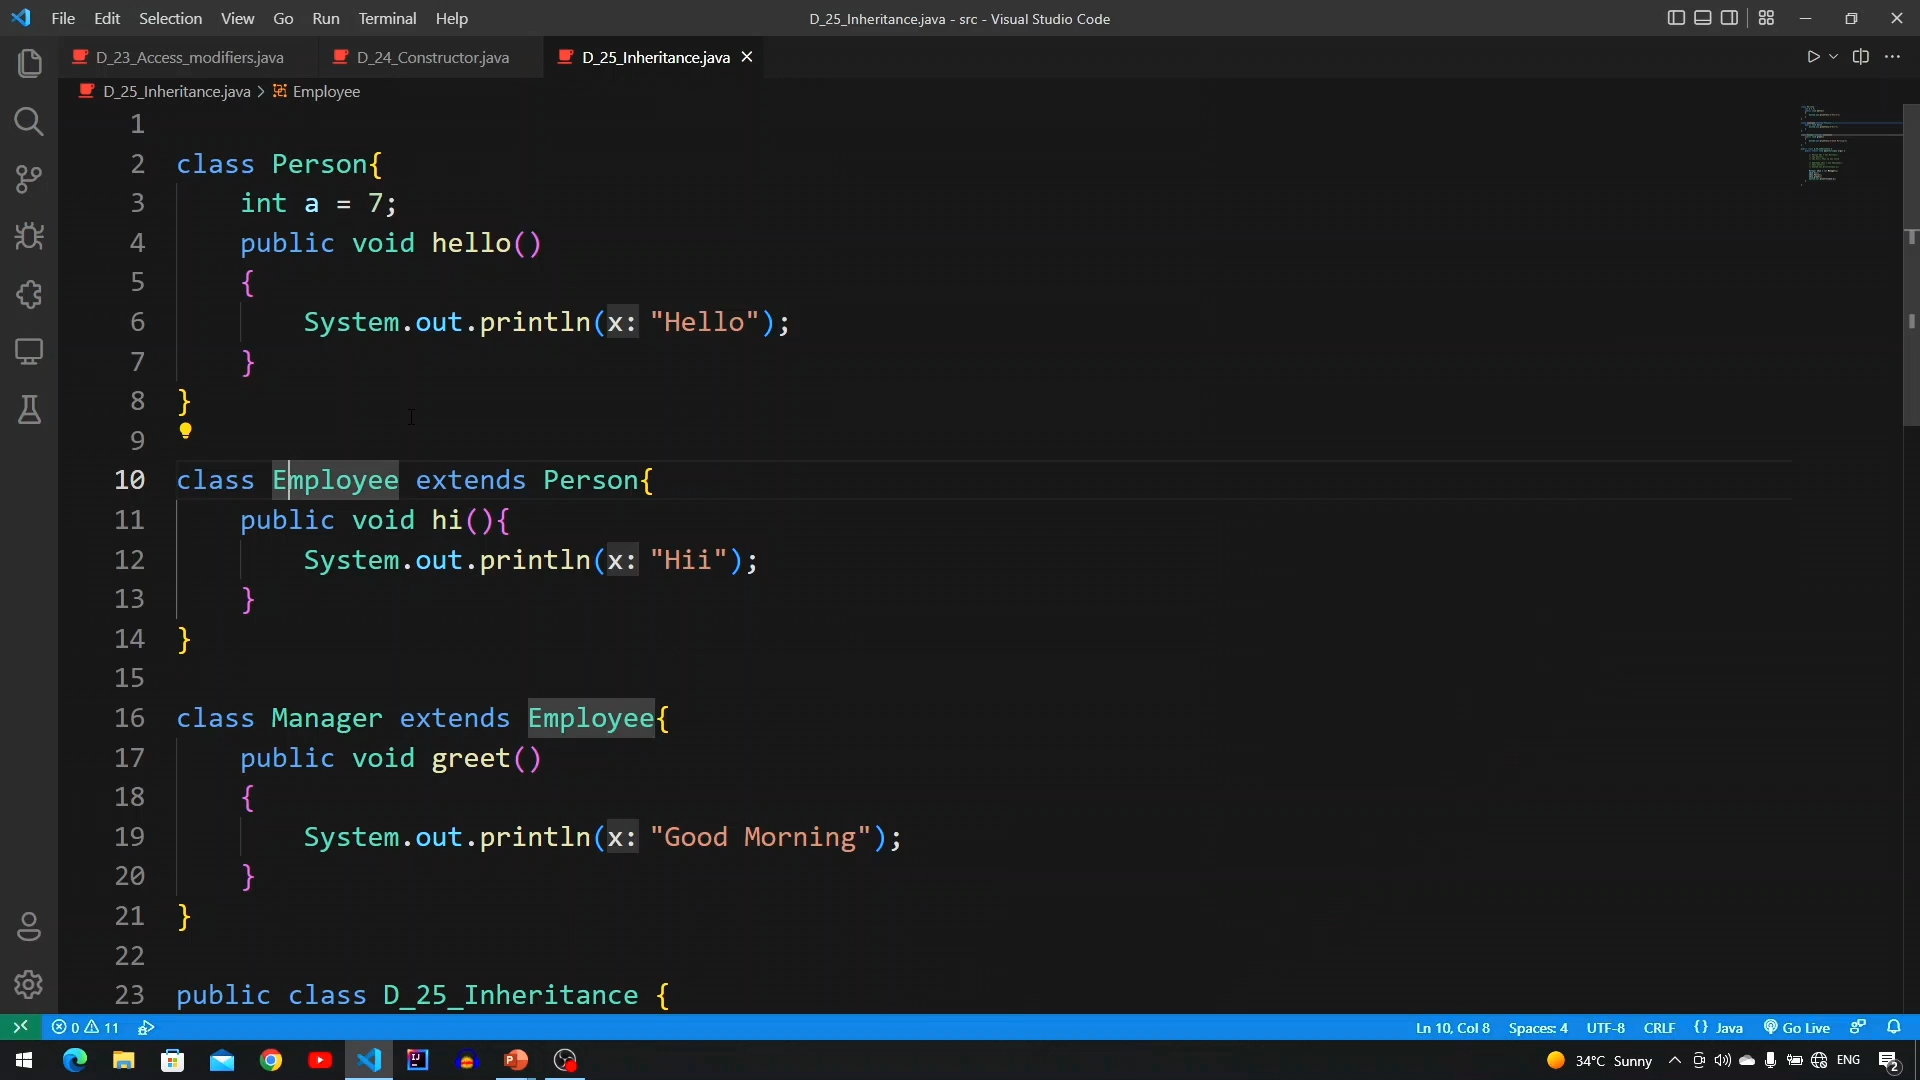 File Edit Selection View Go Run Terminal Help
D_25_Inheritance.java - src - Visual Studio Code
D_23_Access_modifiers.java D_24_Constructor.java D_25_Inheritance.java
D_25_Inheritance.java > Employee
1
2 class Person{
3 int a = 7;
4 public void hello()
5 {
6 System.out.println(x: "Hello");
7 }
8 }
9
10 class Employee extends Person{
11 public void hi(){
12 System.out.println(x: "Hii");
13 }
14 }
15
16 class Manager extends Employee{
17 public void greet()
18 {
19 System.out.println(x: "Good Morning");
20 }
21 }
22
23 public class D_25_Inheritance {
0 11 Ln 10, Col 8 Spaces: 4 UTF-8 CRLF {} Java Go Live
34°C Sunny ENG 2